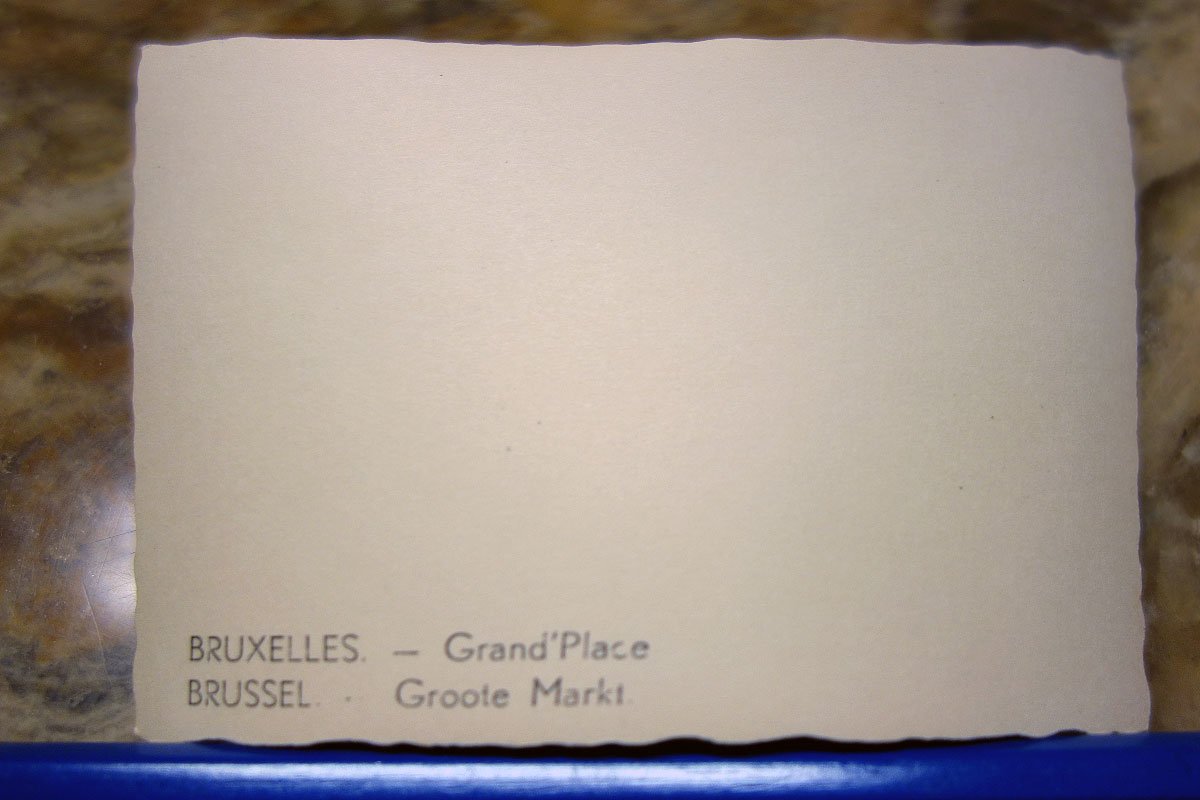 BRUXELLES. — Grand'Place
BRUSSEL. - Groote Markt.